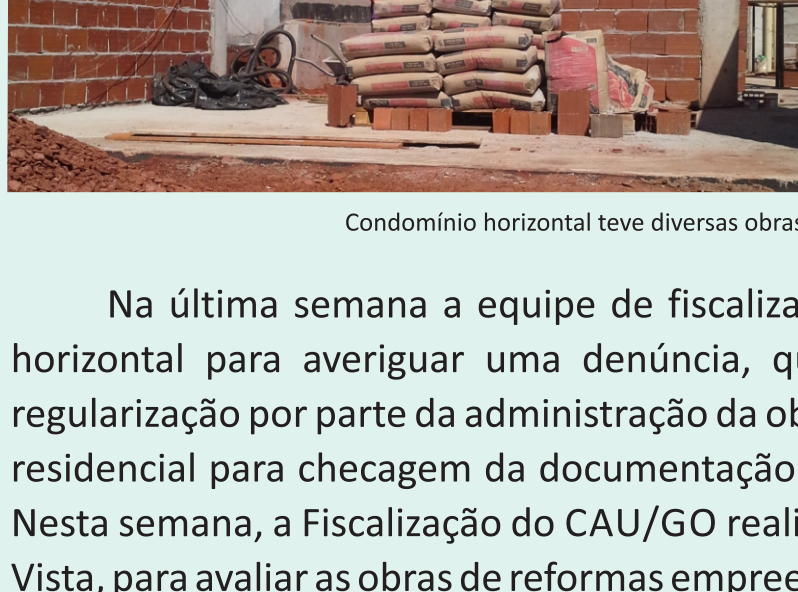 Condomínio horizontal teve diversas obras
Na última semana a equipe de fiscaliza
horizontal para averiguar uma denúncia, qu
regularização por parte da administração da ob
residencial para checagem da documentação
Nesta semana, a Fiscalização do CAU/GO reali
Vista, para avaliar as obras de reformas empree